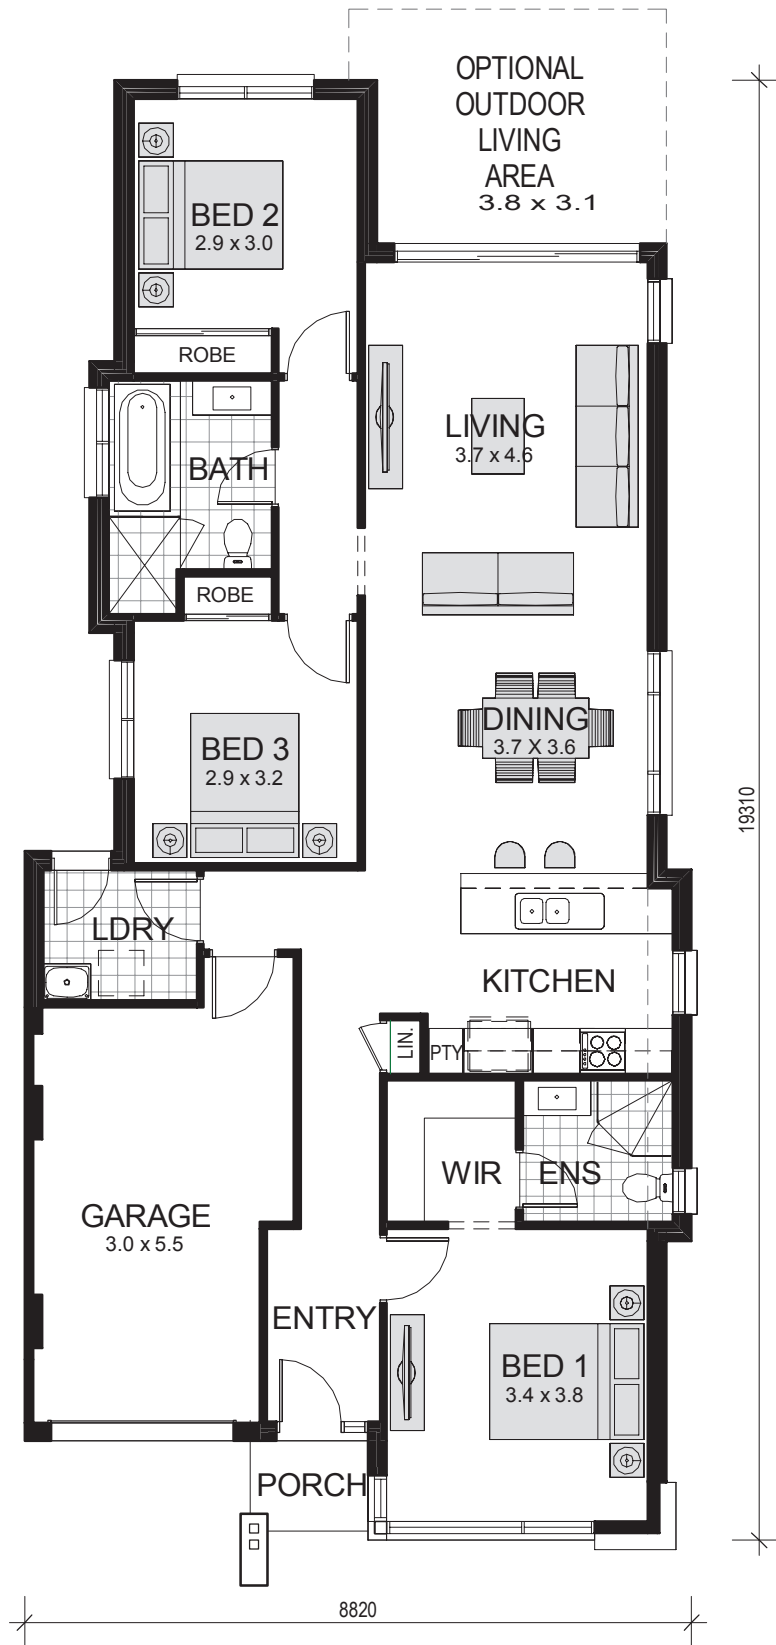 OPTIONAL
OUTDOOR
LIVING
AREA
3.8 x 3.1
BED 2
2.9 x 3.0
ROBE
LIVING
3.7 x 4.6
BATH
ROBE
DINING
3.7 X 3.6
BED 3
2.9 x 3.2
19310
LDRY
KITCHEN
LIN.
PTY
WIR
ENS
GARAGE
3.0 x 5.5
ENTRY
BED 1
3.4 x 3.8
PORCH
8820